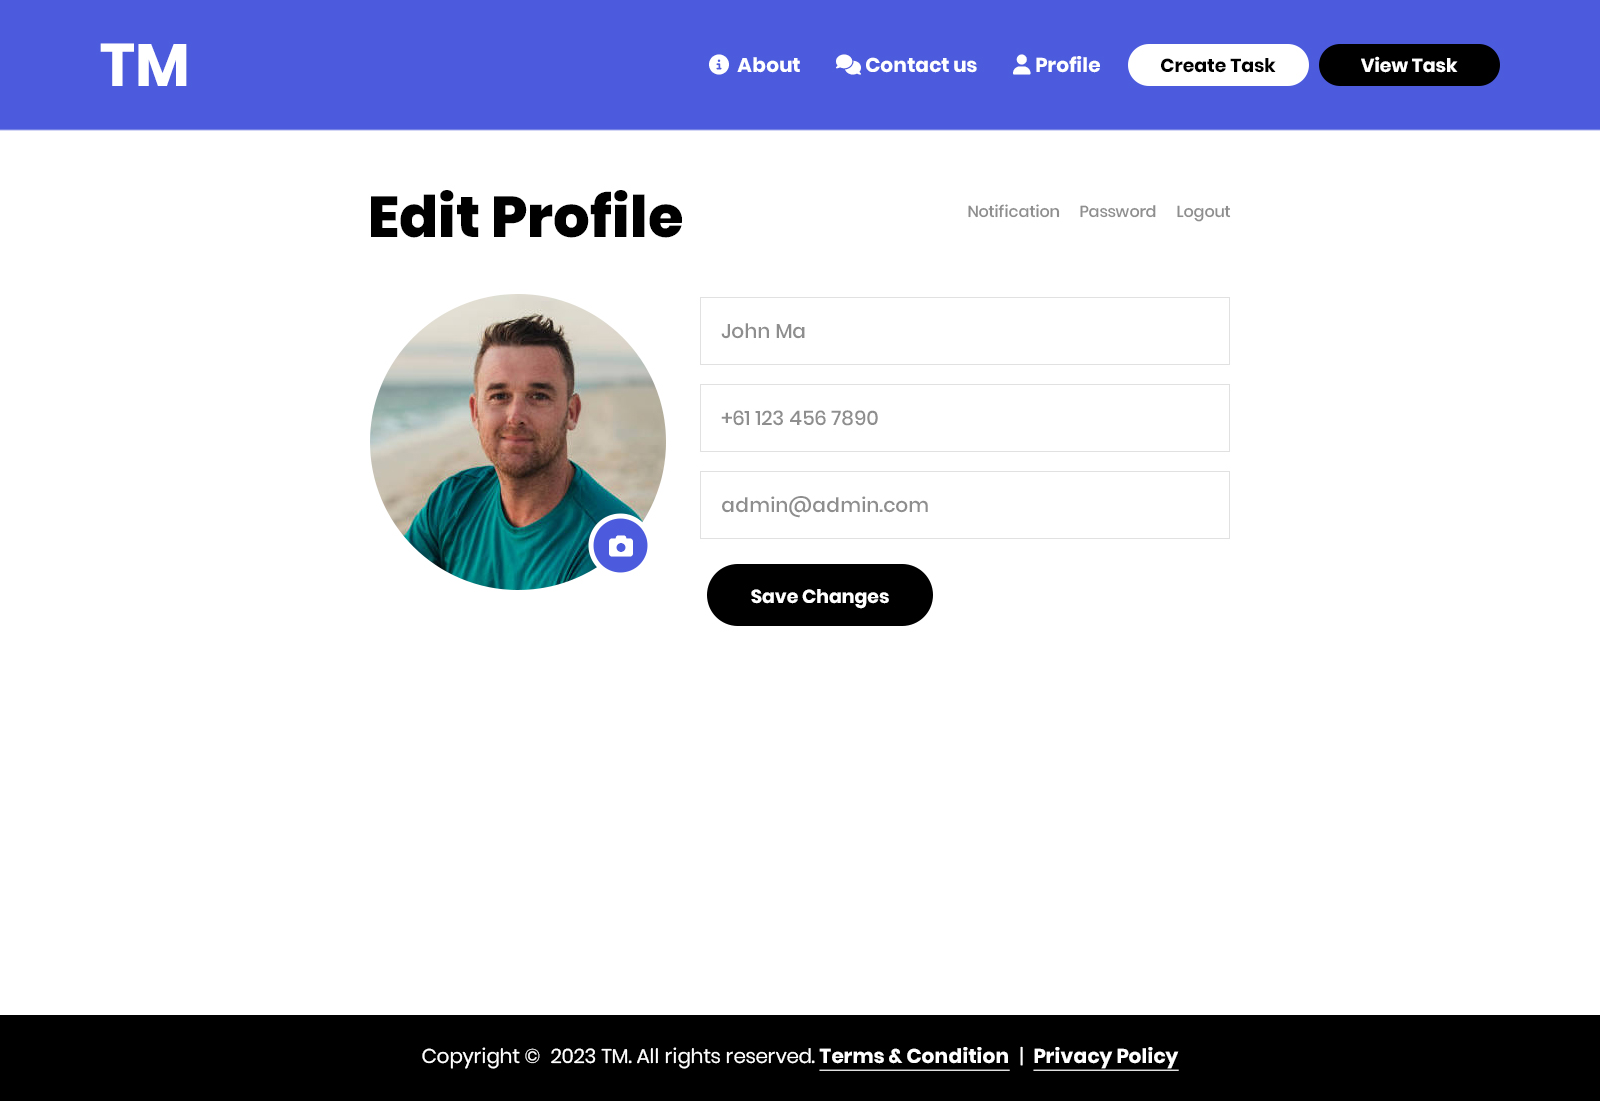 TM
About Contact us Profile Create Task View Task
Edit Profile
Notification Password Logout
John Ma
+61 123 456 7890
admin@admin.com
Save Changes
Copyright © 2023 TM. All rights reserved. Terms & Condition | Privacy Policy